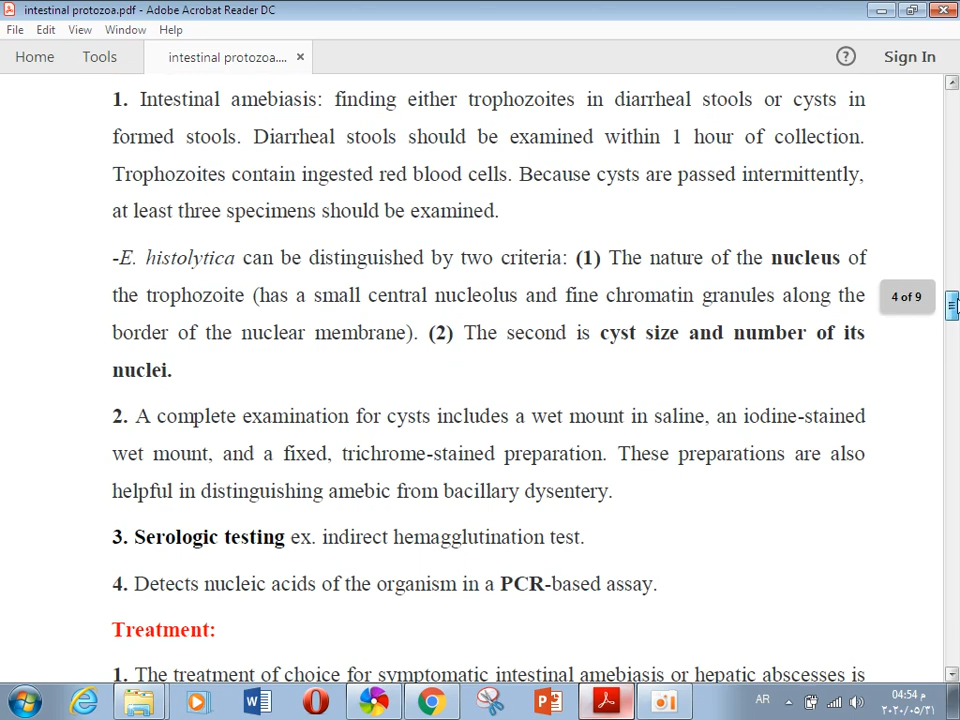 intestinal protozoa.pdf - Adobe Acrobat Reader DC
File Edit View Window Help
Home Tools intestinal protozoa.... × ? Sign In
1. Intestinal amebiasis: finding either trophozoites in diarrheal stools or cysts in
formed stools. Diarrheal stools should be examined within 1 hour of collection.
Trophozoites contain ingested red blood cells. Because cysts are passed intermittently,
at least three specimens should be examined.
-E. histolytica can be distinguished by two criteria: (1) The nature of the nucleus of
the trophozoite (has a small central nucleolus and fine chromatin granules along the
border of the nuclear membrane). (2) The second is cyst size and number of its
nuclei.
4 of 9
2. A complete examination for cysts includes a wet mount in saline, an iodine-stained
wet mount, and a fixed, trichrome-stained preparation. These preparations are also
helpful in distinguishing amebic from bacillary dysentery.
3. Serologic testing ex. indirect hemagglutination test.
4. Detects nucleic acids of the organism in a PCR-based assay.
Treatment:
1. The treatment of choice for symptomatic intestinal amebiasis or hepatic abscesses is
AR
04:54 م
٢٠٢٠/٠٥/٣١